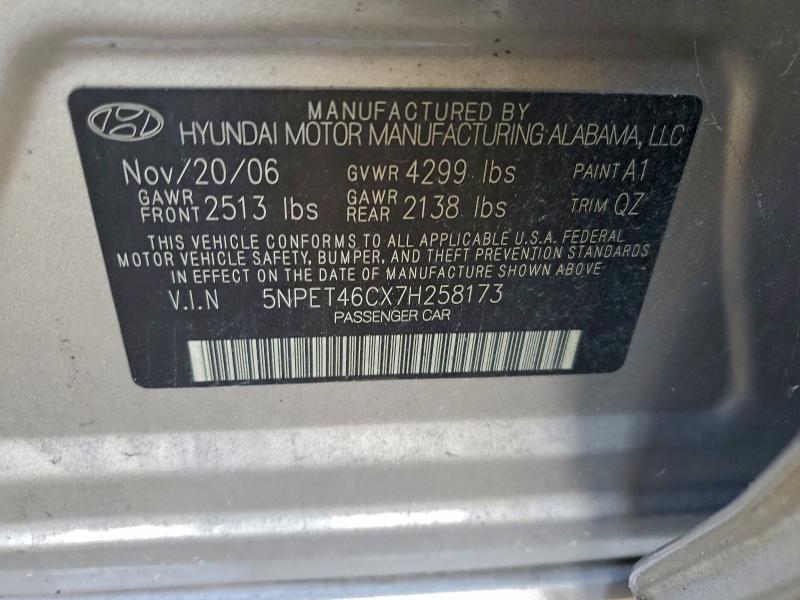 MANUFACTURED BY
HYUNDAI MOTOR MANUFACTURING ALABAMA, LLC
Nov/20/06 GVWR 4299 lbs PAINT A1
GAWR FRONT 2513 lbs GAWR REAR 2138 lbs TRIM QZ
THIS VEHICLE CONFORMS TO ALL APPLICABLE U.S.A. FEDERAL
MOTOR VEHICLE SAFETY, BUMPER, AND THEFT PREVENTION STANDARDS
IN EFFECT ON THE DATE OF MANUFACTURE SHOWN ABOVE
V.I.N 5NPET46CX7H258173
PASSENGER CAR